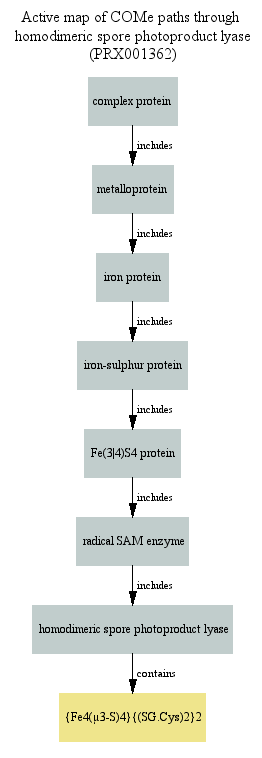 Active map of COMe paths through
homodimeric spore photoproduct lyase
(PRX001362)
complex protein
includes
metalloprotein
includes
iron protein
includes
iron-sulphur protein
includes
Fe(3|4)S4 protein
includes
radical SAM enzyme
includes
homodimeric spore photoproduct lyase
contains
{Fe4(μ3-S)4}{(SG.Cys)2}2